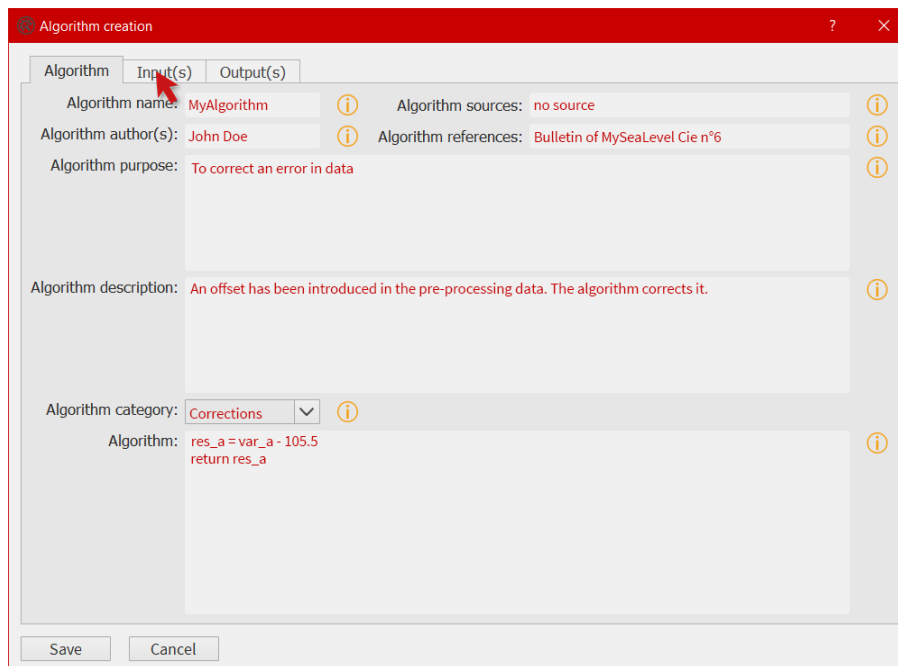 Algorithm creation ?
Algorithm Input(s) Output(s)
Algorithm name: MyAlgorithm Algorithm sources: no source
Algorithm author(s): John Doe Algorithm references: Bulletin of MySeaLevel Cie n°6
Algorithm purpose: To correct an error in data
Algorithm description: An offset has been introduced in the pre-processing data. The algorithm corrects it.
Algorithm category: Corrections
Algorithm: res_a = var_a - 105.5
return res_a
Save Cancel